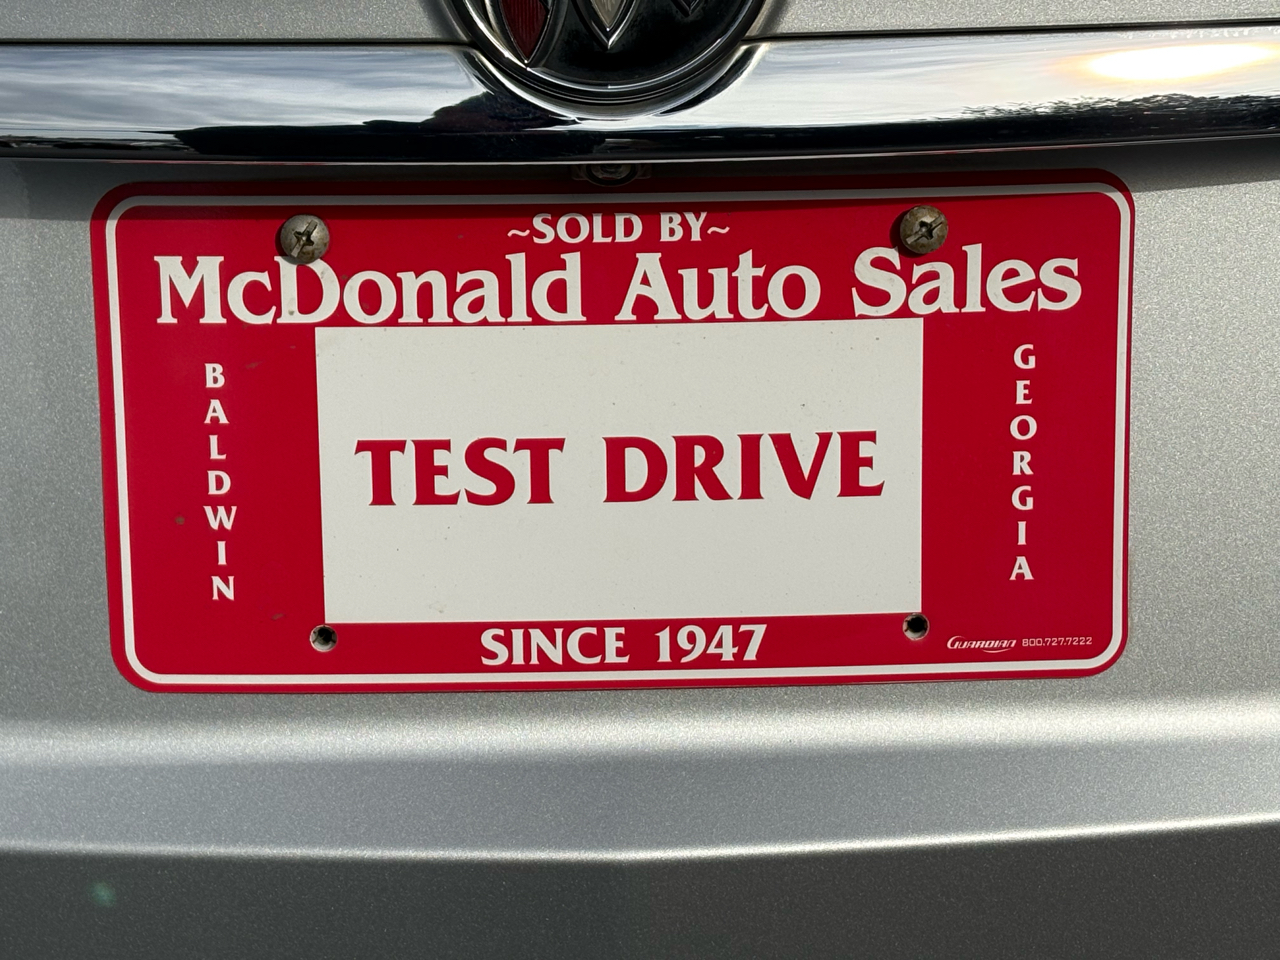 ~SOLD BY~
McDonald Auto Sales
BALDWIN
GEORGIA
TEST DRIVE
SINCE 1947
GUARDIAN 800.727.7222